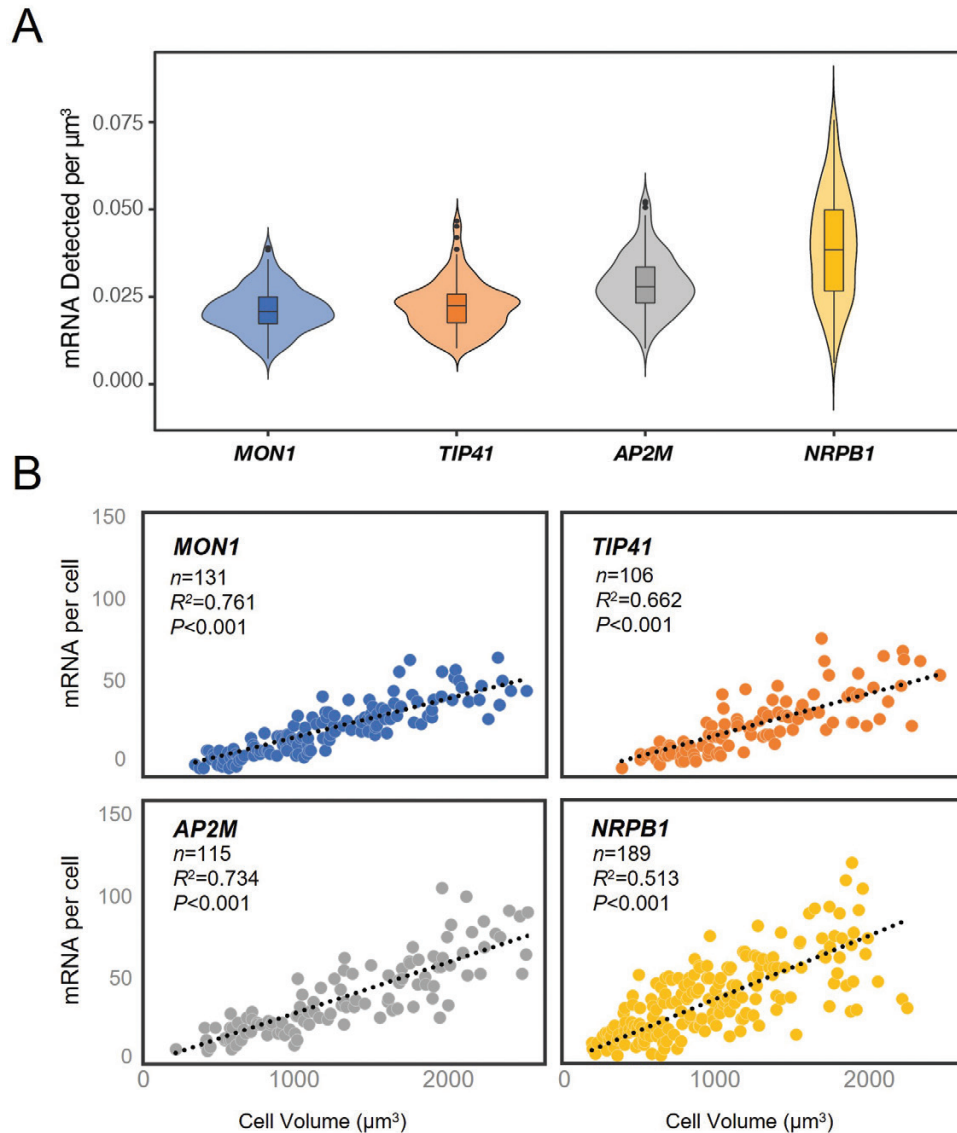 A
mRNA Detected per µm³
0.075
0.050
0.025
0.000
MON1 TIP41 AP2M NRPB1
B
mRNA per cell
150
100
50
0
MON1
n=131
R²=0.761
P<0.001
TIP41
n=106
R²=0.662
P<0.001
mRNA per cell
150
100
50
0
AP2M
n=115
R²=0.734
P<0.001
NRPB1
n=189
R²=0.513
P<0.001
0 1000 2000 0 1000 2000
Cell Volume (µm³) Cell Volume (µm³)